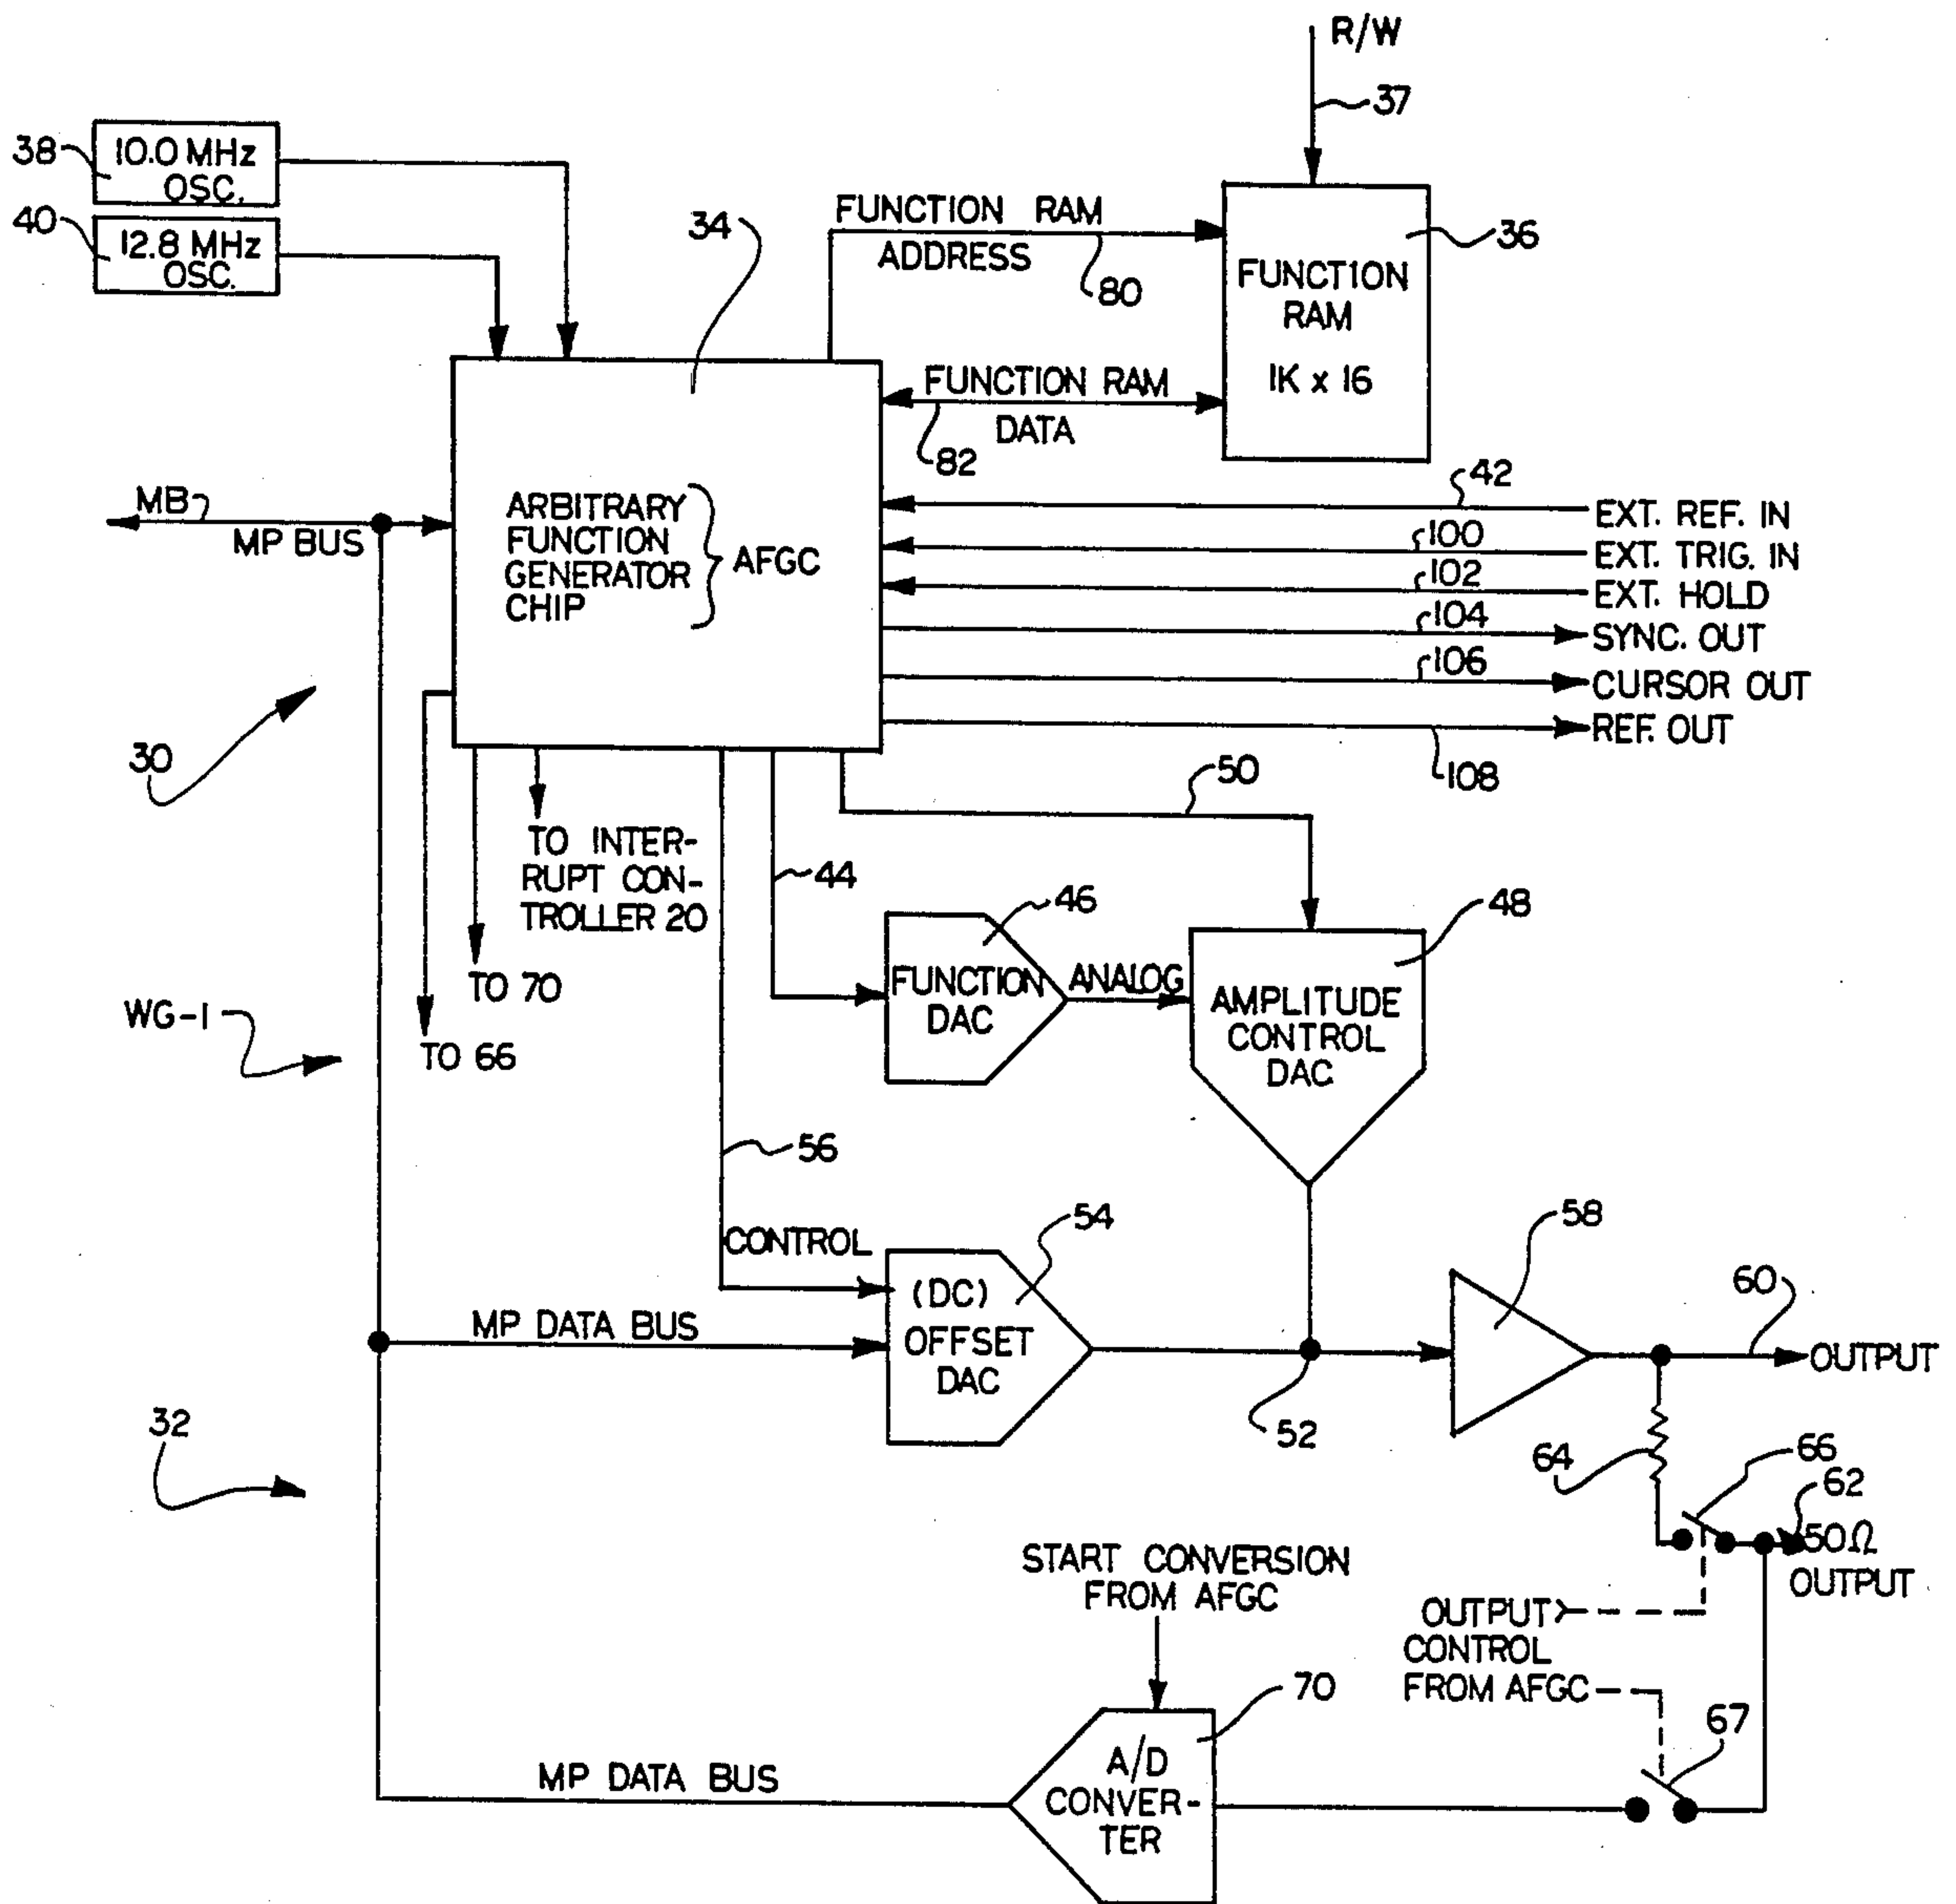 R/W
37
38
10.0 MHz
OSC.
40
12.8 MHz
OSC.
34
FUNCTION RAM
ADDRESS
80
36
FUNCTION
RAM
1K x 16
FUNCTION RAM
DATA
82
MB
MP BUS
ARBITRARY
FUNCTION
GENERATOR
CHIP
AFGC
42
EXT. REF. IN
100
EXT. TRIG. IN
102
EXT. HOLD
104
SYNC. OUT
106
CURSOR OUT
REF. OUT
108
30
50
TO INTER-
RUPT CON-
TROLLER 20
44
46
48
TO 70
FUNCTION
DAC
ANALOG
AMPLITUDE
CONTROL
DAC
WG-1
TO 66
56
54
58
CONTROL
60
(DC)
OFFSET
DAC
MP DATA BUS
OUTPUT
52
32
64
66
62
50Ω
OUTPUT
START CONVERSION
FROM AFGC
OUTPUT
CONTROL
FROM AFGC
70
67
A/D
CONVER-
TER
MP DATA BUS